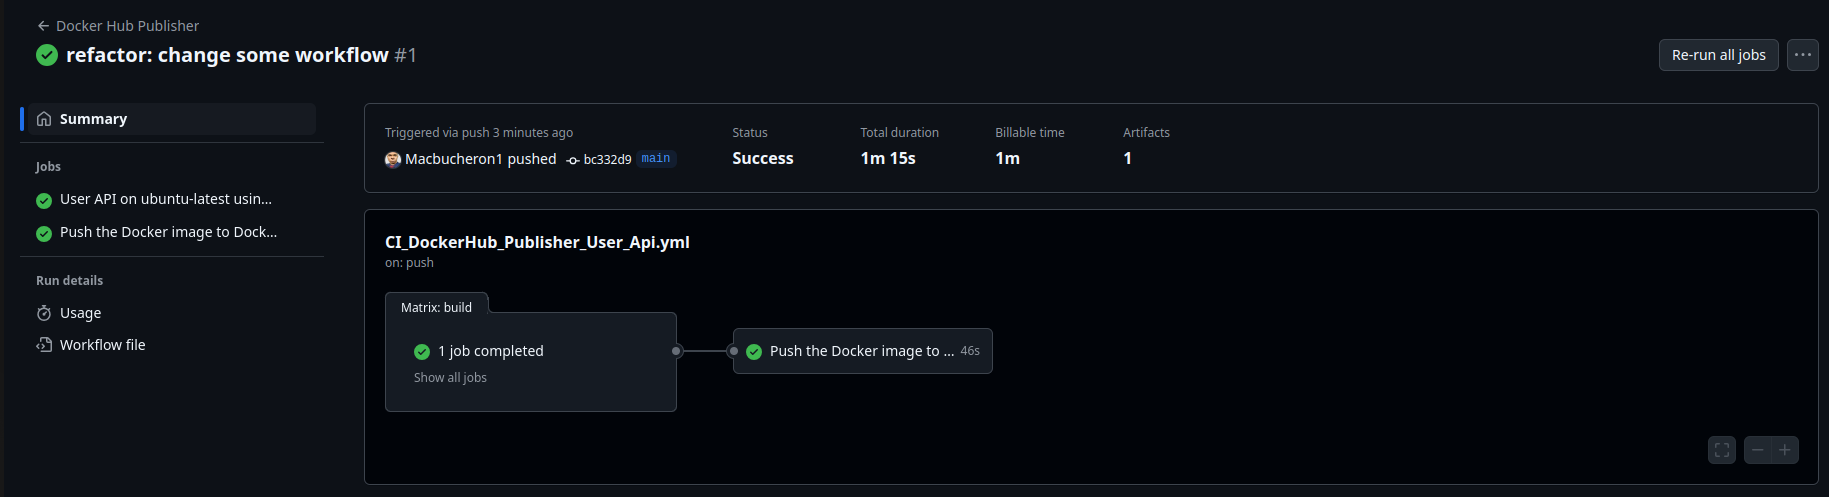 Docker Hub Publisher
refactor: change some workflow #1
Re-run all jobs
Summary
Jobs
User API on ubuntu-latest usin...
Push the Docker image to Dock...
Run details
Usage
Workflow file
Triggered via push 3 minutes ago
Macbucheron1 pushed bc332d9 main
Status
Success
Total duration
1m 15s
Billable time
1m
Artifacts
1
CI_DockerHub_Publisher_User_Api.yml
on: push
Matrix: build
1 job completed
Show all jobs
Push the Docker image to ... 46s